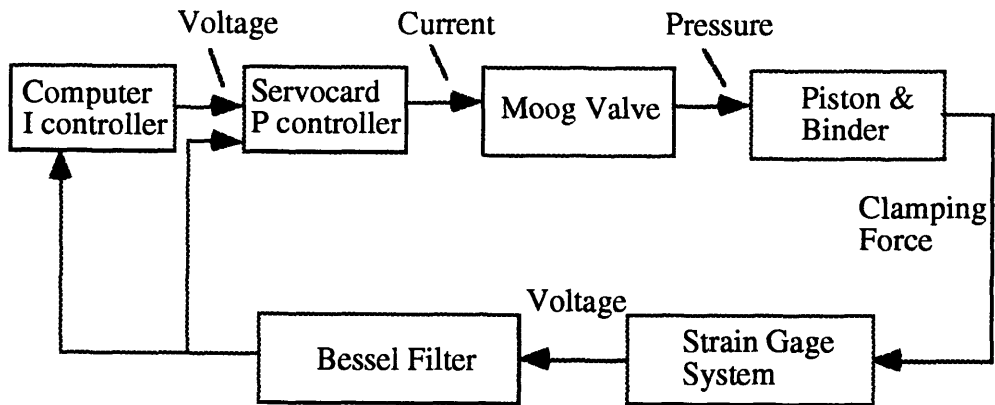 Voltage
Current
Pressure
Computer
I controller
Servocard
P controller
Moog Valve
Piston &
Binder
Clamping
Force
Voltage
Bessel Filter
Strain Gage
System